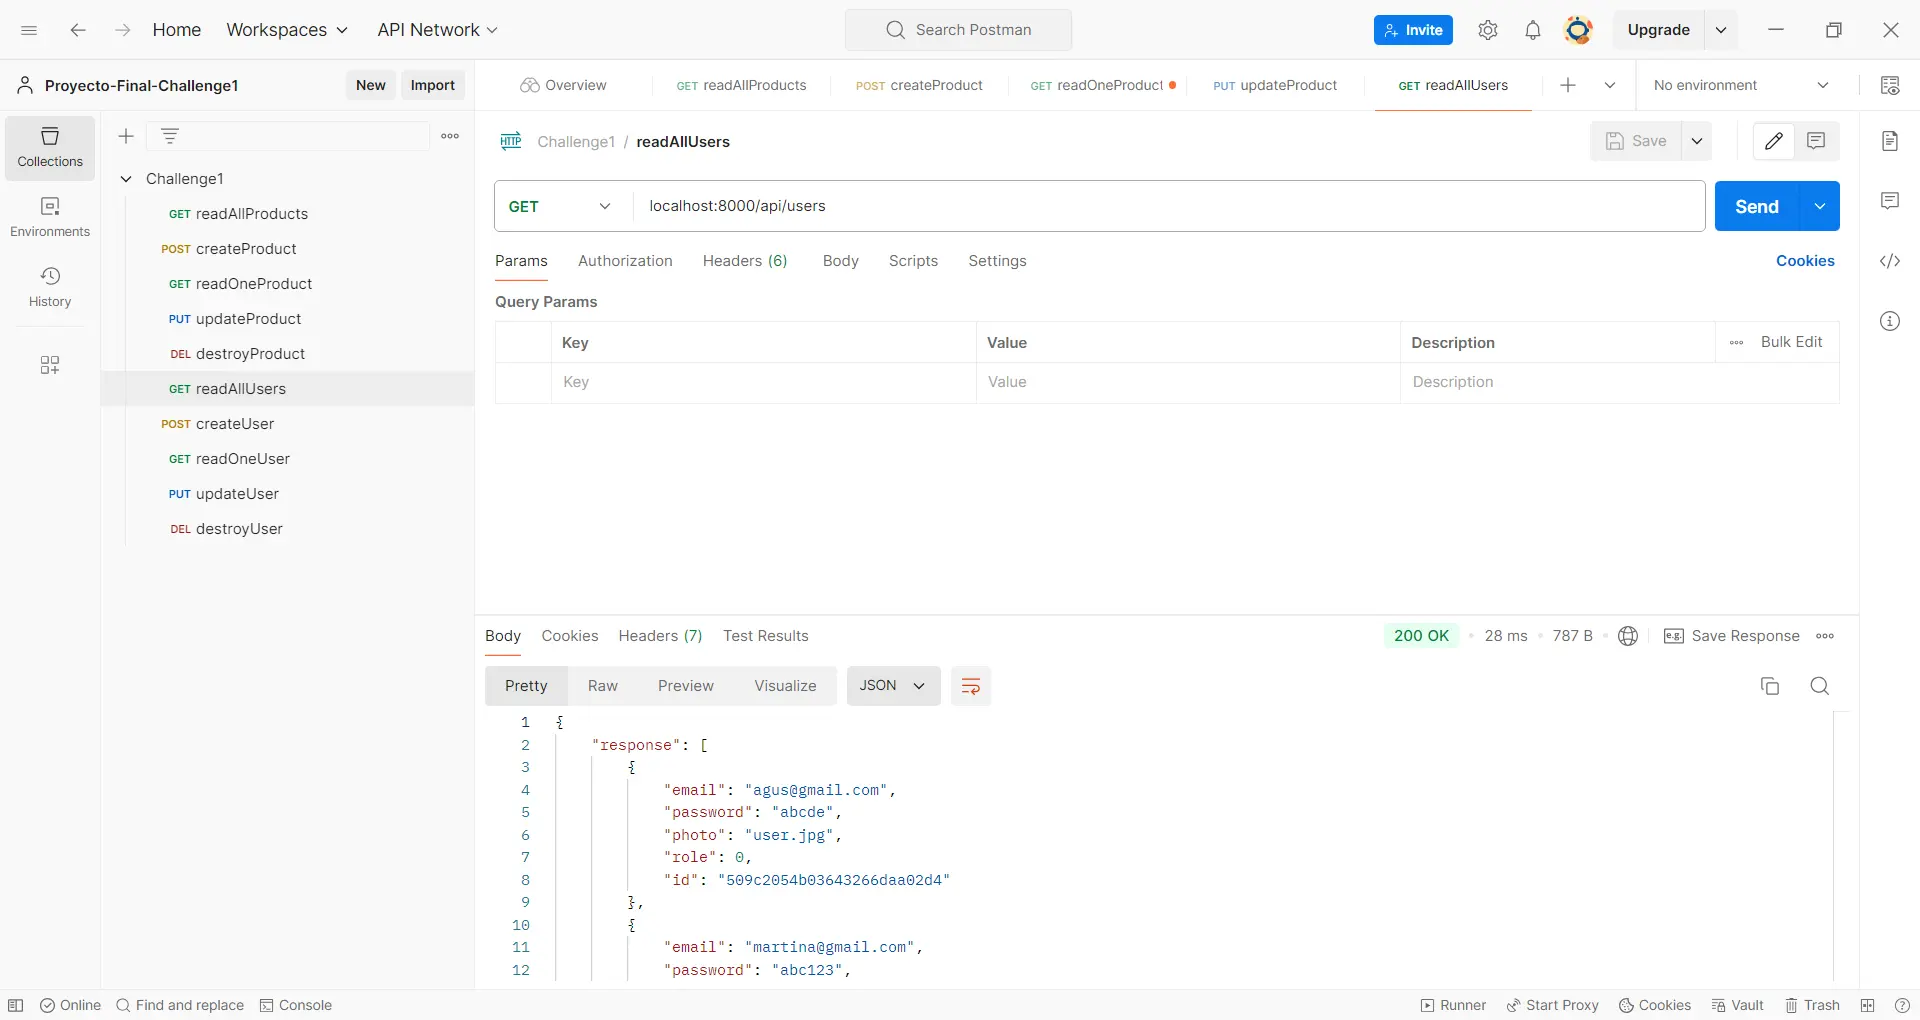 Home Workspaces API Network Search Postman Invite Upgrade
Proyecto-Final-Challenge1 New Import Overview GET readAllProducts POST createProduct GET readOneProduct PUT updateProduct GET readAllUsers No environment
Collections
Environments
History
Challenge1
GET readAllProducts
POST createProduct
GET readOneProduct
PUT updateProduct
DEL destroyProduct
GET readAllUsers
POST createUser
GET readOneUser
PUT updateUser
DEL destroyUser
HTTP Challenge1 / readAllUsers Save
GET localhost:8000/api/users Send
Params Authorization Headers (6) Body Scripts Settings Cookies
Query Params
Key Value Description Bulk Edit
Key Value Description
Body Cookies Headers (7) Test Results 200 OK 28 ms 787 B e.g. Save Response
Pretty Raw Preview Visualize JSON
1 {
2 "response": [
3 {
4 "email": "agus@gmail.com",
5 "password": "abcde",
6 "photo": "user.jpg",
7 "role": 0,
8 "id": "509c2054b03643266daa02d4"
9 },
10 {
11 "email": "martina@gmail.com",
12 "password": "abc123",
Online Find and replace Console Runner Start Proxy Cookies Vault Trash